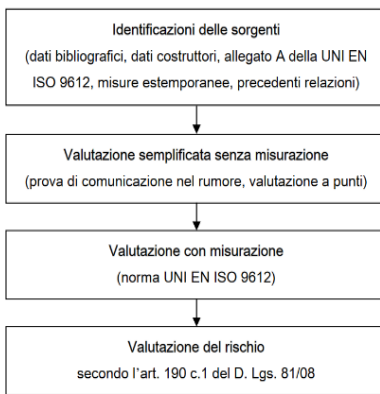 Identificazioni delle sorgenti
(dati bibliografici, dati costruttori, allegato A della UNI EN
ISO 9612, misure estemporanee, precedenti relazioni)
Valutazione semplificata senza misurazione
(prova di comunicazione nel rumore, valutazione a punti)
Valutazione con misurazione
(norma UNI EN ISO 9612)
Valutazione del rischio
secondo l'art. 190 c.1 del D. Lgs. 81/08